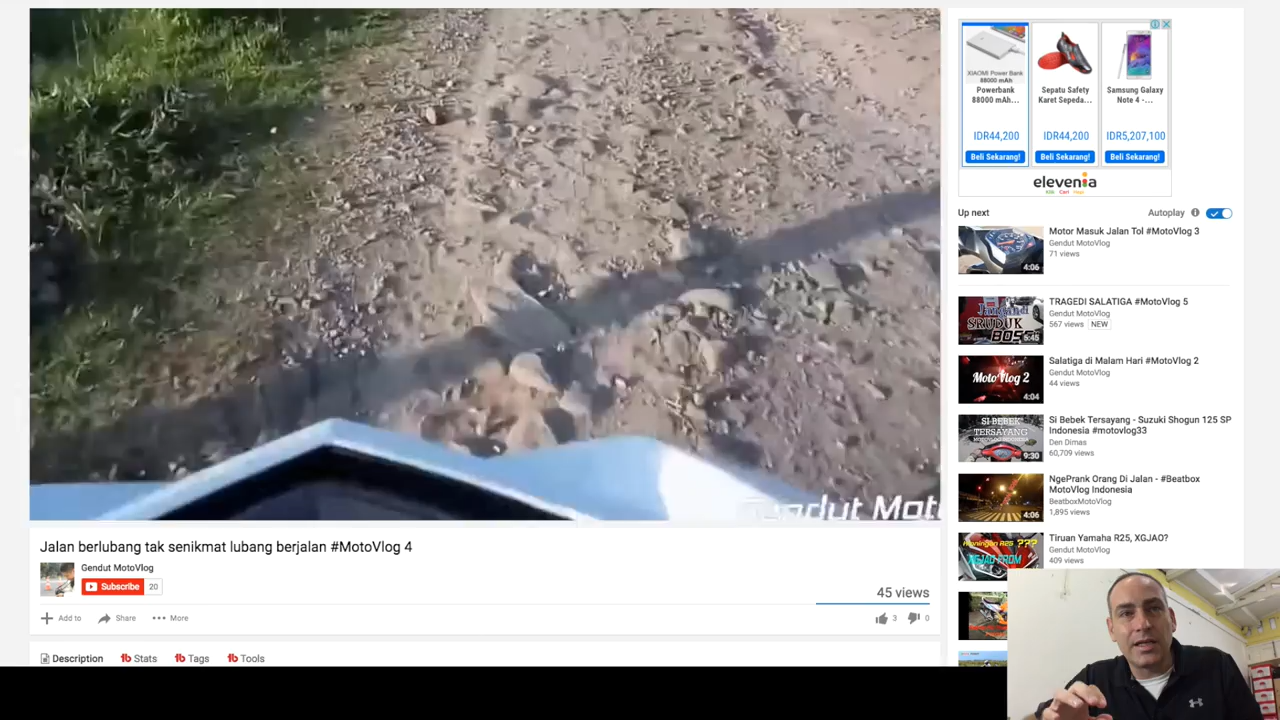 XIAOMI Power Bank
88000 mAh
Powerbank
88000 mAh...
IDR44,200
Beli Sekarang!
Sepatu Safety
Karet Sepeda...
IDR44,200
Beli Sekarang!
Samsung Galaxy
Note 4 -...
IDR5,207,100
Beli Sekarang!
elevenia
Up next
Autoplay
Motor Masuk Jalan Tol #MotoVlog 3
Gendut MotoVlog
71 views
4:06
TRAGEDI SALATIGA #MotoVlog 5
Gendut MotoVlog
567 views NEW
SRUDUK
BOSS
5:45
Salatiga di Malam Hari #MotoVlog 2
Gendut MotoVlog
44 views
MotoVlog 2
4:04
Si Bebek Tersayang - Suzuki Shogun 125 SP
Indonesia #motovlog33
Den Dimas
60,709 views
SI BEBEK
TERSAYANG
9:30
NgePrank Orang Di Jalan - #Beatbox
MotoVlog Indonesia
BeatboxMotoVlog
1,895 views
4:06
Tiruan Yamaha R25, XGJAO?
Gendut MotoVlog
409 views
Gendut Mot
Jalan berlubang tak senikmat lubang berjalan #MotoVlog 4
Gendut MotoVlog
Subscribe 20
45 views
Add to Share More
3 0
Description Stats Tags Tools